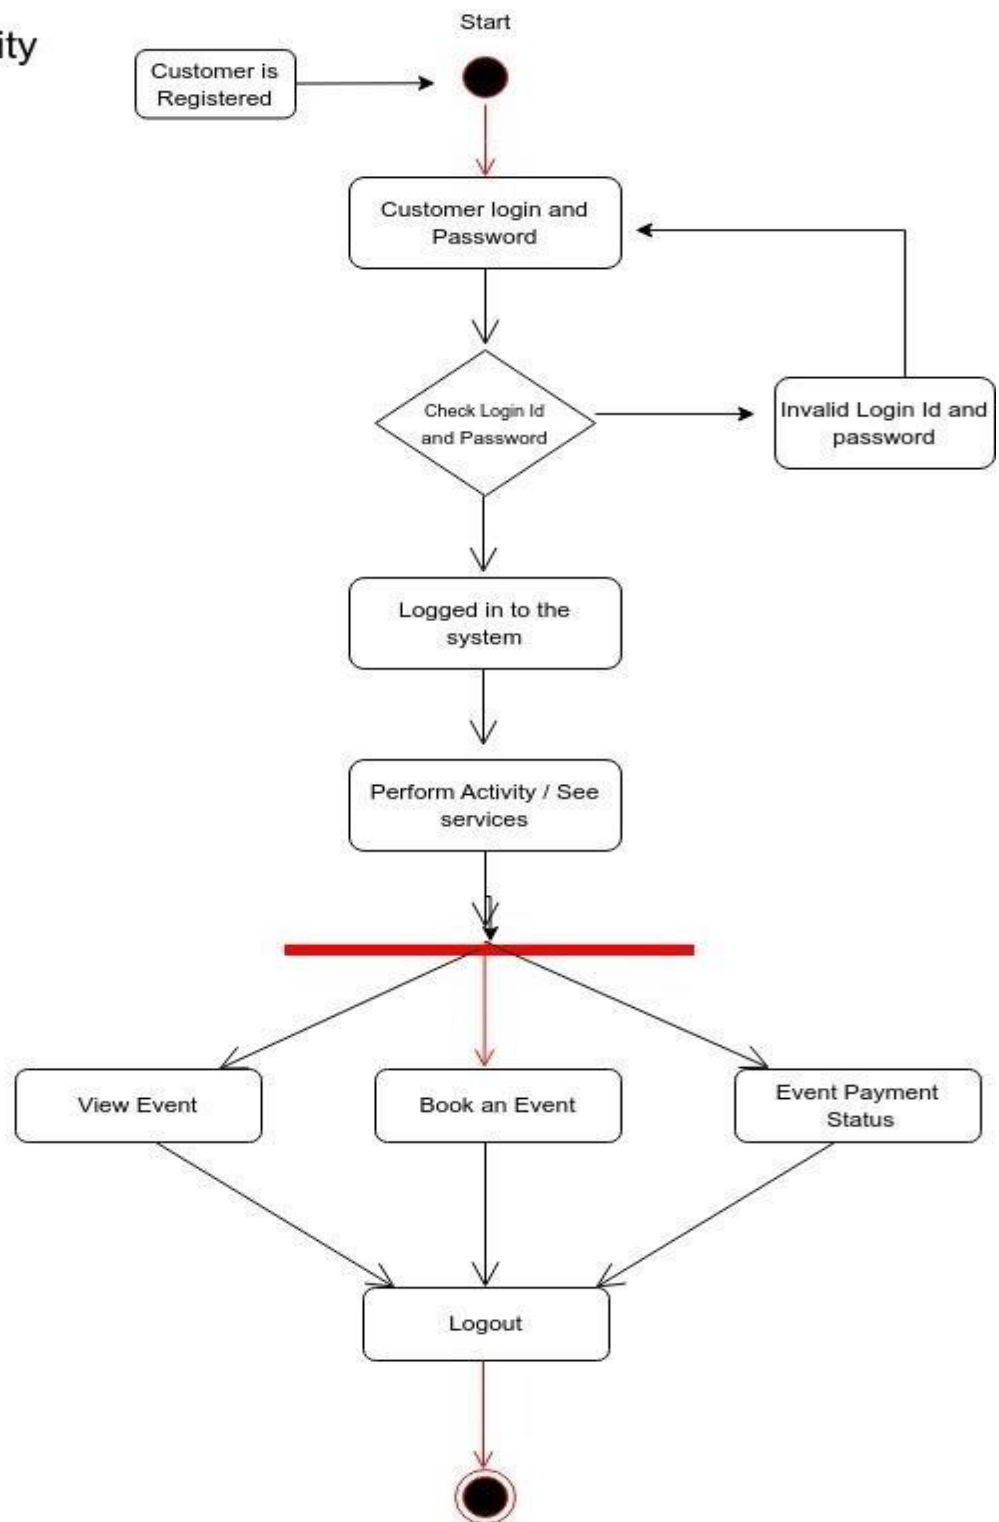 ity
Start
Customer is
Registered
Customer login and
Password
Check Login Id
and Password
Invalid Login Id and
password
Logged in to the
system
Perform Activity / See
services
View Event
Book an Event
Event Payment
Status
Logout